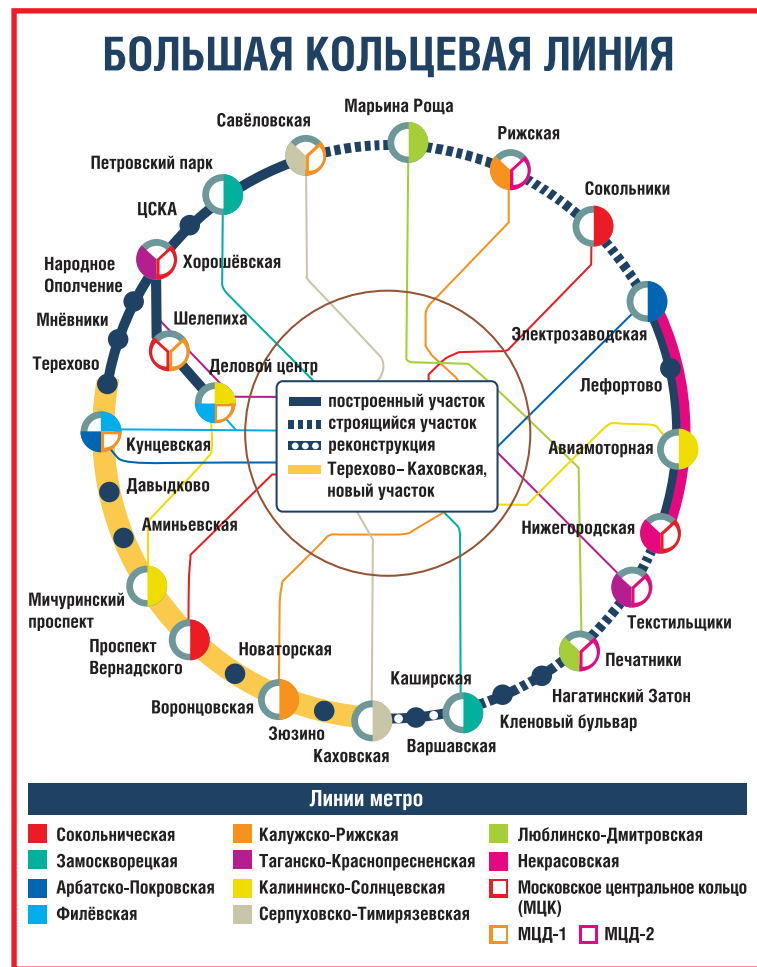 БОЛЬШАЯ КОЛЬЦЕВАЯ ЛИНИЯ
Марьина Роща
Савёловская
Рижская
Петровский парк
Сокольники
ЦСКА
Хорошёвская
Народное
Ополчение
Мнёвники
Шелепиха
Электрозаводская
Терехово
Деловой центр
Лефортово
построенный участок
строящийся участок
реконструкция
Терехово–Каховская,
новый участок
Кунцевская
Авиамоторная
Давыдково
Аминьевская
Нижегородская
Мичуринский
проспект
Текстильщики
Проспект
Вернадского
Новаторская
Печатники
Каширская
Нагатинский Затон
Воронцовская
Кленовый бульвар
Зюзино
Каховская
Варшавская
Линии метро
Сокольническая
Замоскворецкая
Арбатско-Покровская
Филёвская
Калужско-Рижская
Таганско-Краснопресненская
Калининско-Солнцевская
Серпуховско-Тимирязевская
Люблинско-Дмитровская
Некрасовская
Московское центральное кольцо
(МЦК)
МЦД-1 МЦД-2